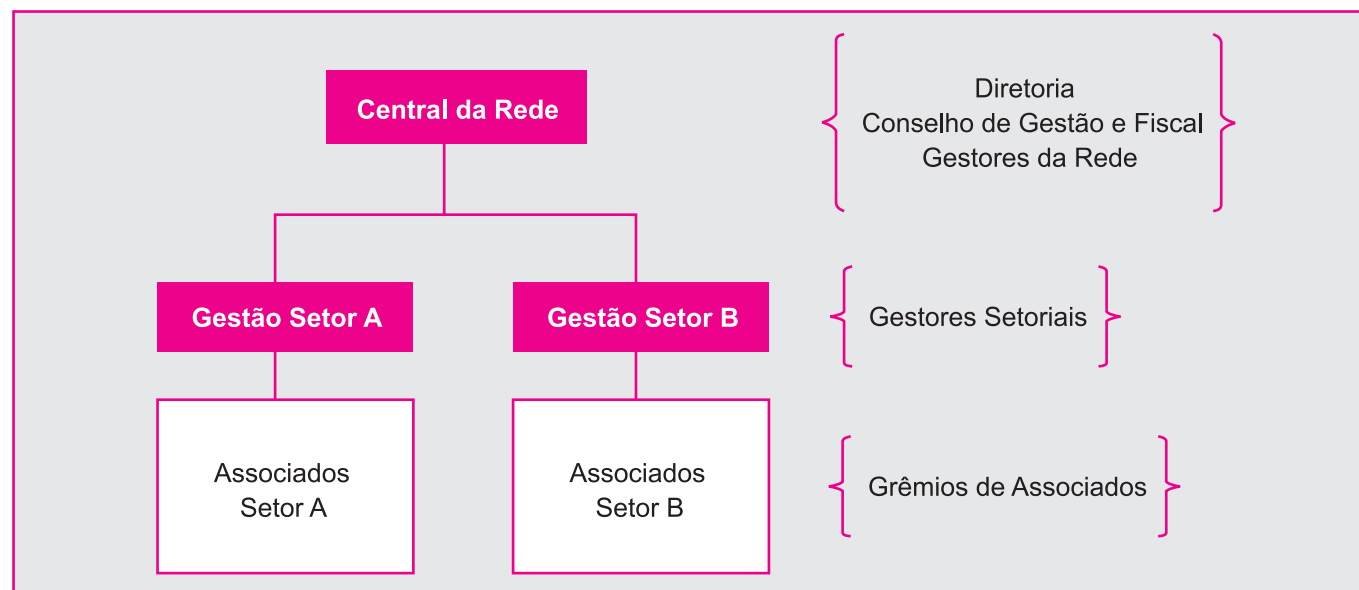 Central da Rede
Diretoria
Conselho de Gestão e Fiscal
Gestores da Rede
Gestão Setor A
Gestão Setor B
Gestores Setoriais
Associados
Setor A
Associados
Setor B
Grêmios de Associados